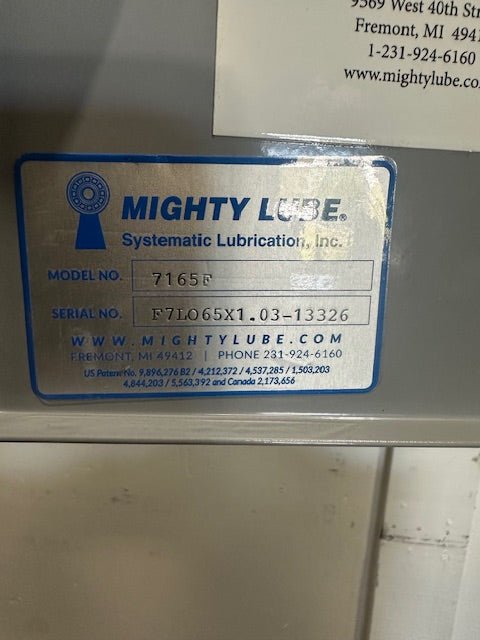 9569 West 40th
Fremont, MI
1-231-924-6160
www.mightylube.co
MIGHTY LUBE®
Systematic Lubrication, Inc.
MODEL NO. 7165F
SERIAL NO. F7LO65X1.03-13326
WWW.MIGHTYLUBE.COM
FREMONT, MI 49412 | PHONE 231-924-6160
US Patent No. 9,896,276 B2 / 4,212,372 / 4,537,285 / 1,503,203
4,844,203 / 5,563,392 and Canada 2,173,656